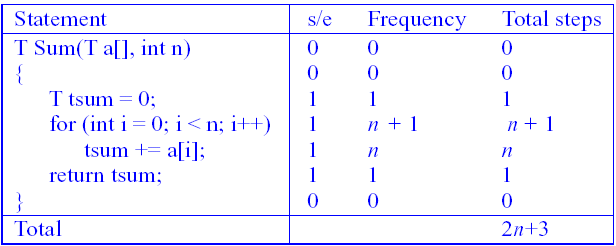 Statement s/e Frequency Total steps
T Sum(T a[], int n) 0 0 0
{ 0 0 0
T tsum = 0; 1 1 1
for (int i = 0; i < n; i++) 1 n + 1 n + 1
tsum += a[i]; 1 n n
return tsum; 1 1 1
} 0 0 0
Total 2n+3